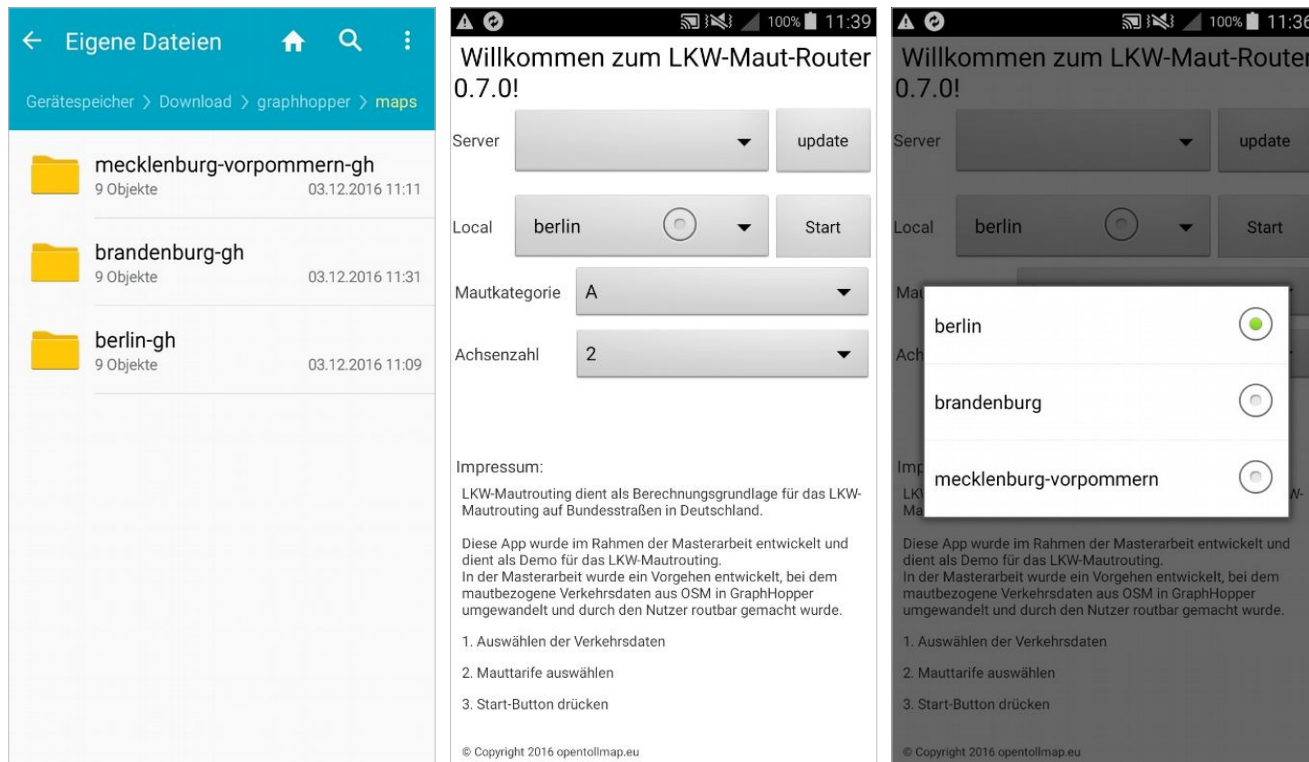 Eigene Dateien
Gerätespeicher > Download > graphhopper > maps
mecklenburg-vorpommern-gh
9 Objekte 03.12.2016 11:11
brandenburg-gh
9 Objekte 03.12.2016 11:31
berlin-gh
9 Objekte 03.12.2016 11:09
100% 11:39
Willkommen zum LKW-Maut-Router
0.7.0!
Server update
Local berlin Start
Mautkategorie A
Achsenzahl 2
Impressum:
LKW-Mautrouting dient als Berechnungsgrundlage für das LKW-
Mautrouting auf Bundesstraßen in Deutschland.
Diese App wurde im Rahmen der Masterarbeit entwickelt und
dient als Demo für das LKW-Mautrouting.
In der Masterarbeit wurde ein Vorgehen entwickelt, bei dem
mautbezogene Verkehrsdaten aus OSM in GraphHopper
umgewandelt und durch den Nutzer routbar gemacht wurde.
1. Auswählen der Verkehrsdaten
2. Mauttarife auswählen
3. Start-Button drücken
© Copyright 2016 opentollmap.eu
100% 11:36
Willkommen zum LKW-Maut-Router
0.7.0!
Server update
Local berlin Start
Mau
berlin
Ach
brandenburg
Imp
mecklenburg-vorpommern
LKW
W-
Ma
Diese App wurde im Rahmen der Masterarbeit entwickelt und
dient als Demo für das LKW-Mautrouting.
In der Masterarbeit wurde ein Vorgehen entwickelt, bei dem
mautbezogene Verkehrsdaten aus OSM in GraphHopper
umgewandelt und durch den Nutzer routbar gemacht wurde.
1. Auswählen der Verkehrsdaten
2. Mauttarife auswählen
3. Start-Button drücken
© Copyright 2016 opentollmap.eu